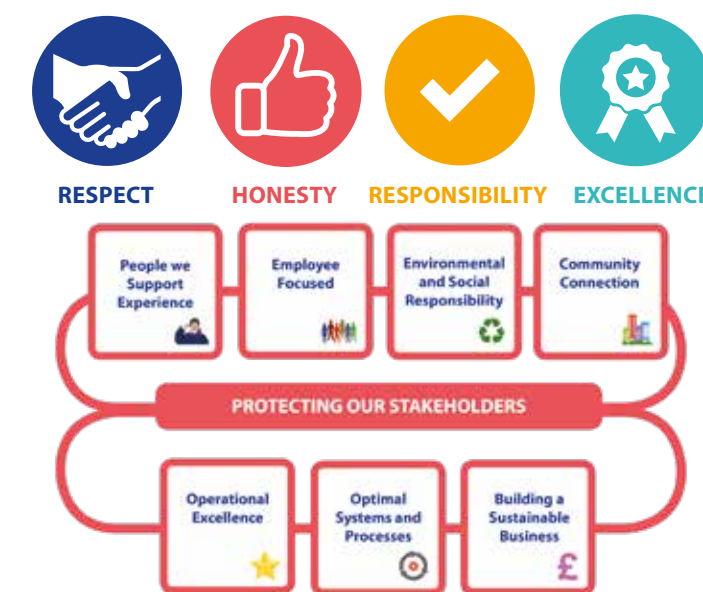 RESPECT HONESTY RESPONSIBILITY EXCELLENCE
People we
Support
Experience
Employee
Focused
Environmental
and Social
Responsibility
Community
Connection
PROTECTING OUR STAKEHOLDERS
Operational
Excellence
Optimal
Systems and
Processes
Building a
Sustainable
Business
£